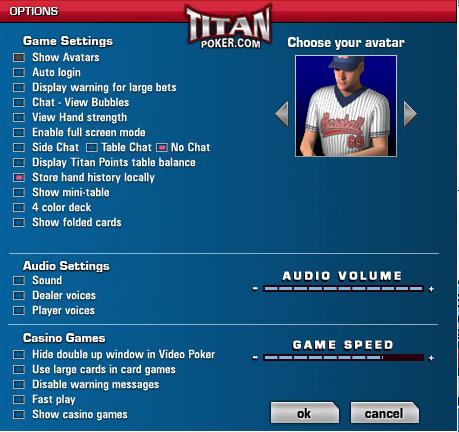 OPTIONS
TITAN
POKER.COM
Game Settings
Show Avatars
Auto login
Display warning for large bets
Chat - View Bubbles
View Hand strength
Enable full screen mode
Side Chat Table Chat No Chat
Display Titan Points table balance
Store hand history locally
Show mini-table
4 color deck
Show folded cards
Choose your avatar
Baseball
689
Audio Settings
Sound
Dealer voices
Player voices
AUDIO VOLUME
- +
Casino Games
Hide double up window in Video Poker
Use large cards in card games
Disable warning messages
Fast play
Show casino games
GAME SPEED
- +
ok cancel